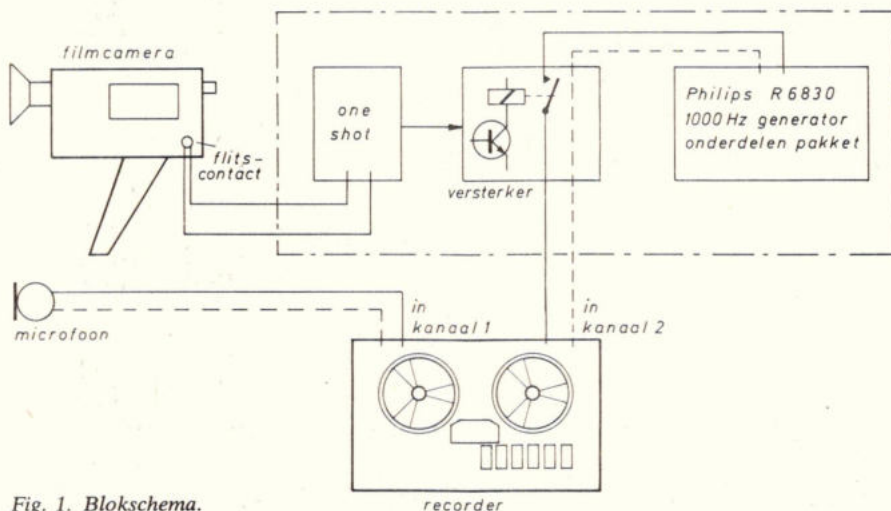 filmcamera
flits-
contact
one
shot
versterker
Philips R6830
1000 Hz generator
onderdelen pakket
microfoon
in
kanaal 1
in
kanaal 2
recorder
Fig. 1. Blokschema.